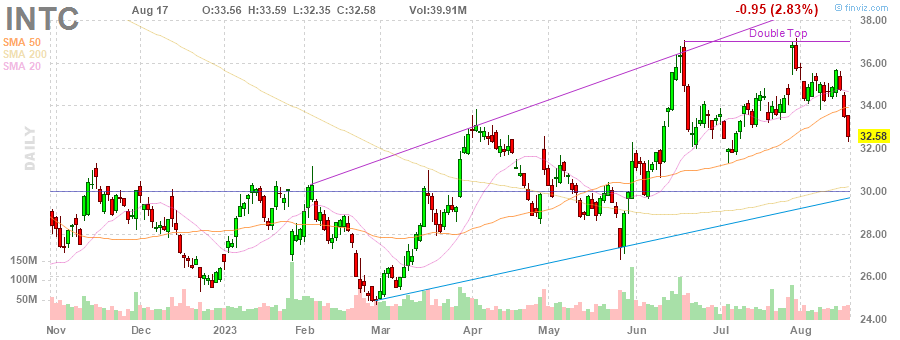 INTC Aug 17 O:33.56 H:33.59 L:32.35 C:32.58 Vol:39.91M -0.95 (2.83%) © finviz.com
SMA 50
SMA 200
SMA 20
DAILY
Double Top
38.00
36.00
34.00
32.58
32.00
30.00
28.00
26.00
24.00
150M
100M
50M
Nov Dec 2023 Feb Mar Apr May Jun Jul Aug